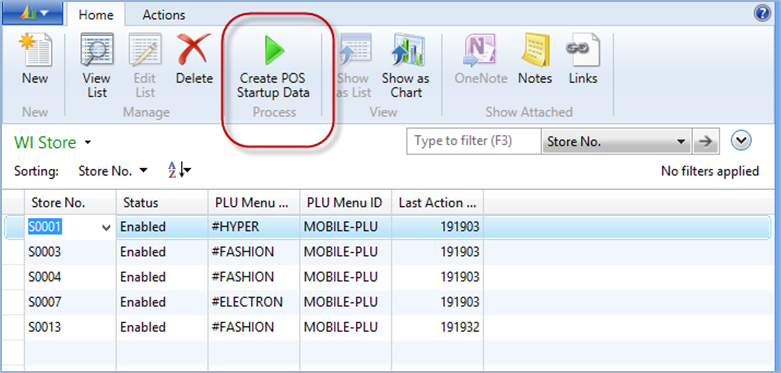 Home Actions
New View List Edit List Delete Create POS Startup Data Show as List Show as Chart OneNote Notes Links
New Manage Process View Show Attached
WI Store Type to filter (F3) Store No.
Sorting: Store No. No filters applied
Store No. Status PLU Menu ... PLU Menu ID Last Action ...
S0001 Enabled #HYPER MOBILE-PLU 191903
S0003 Enabled #FASHION MOBILE-PLU 191903
S0004 Enabled #FASHION MOBILE-PLU 191903
S0007 Enabled #ELECTRON MOBILE-PLU 191903
S0013 Enabled #FASHION MOBILE-PLU 191932